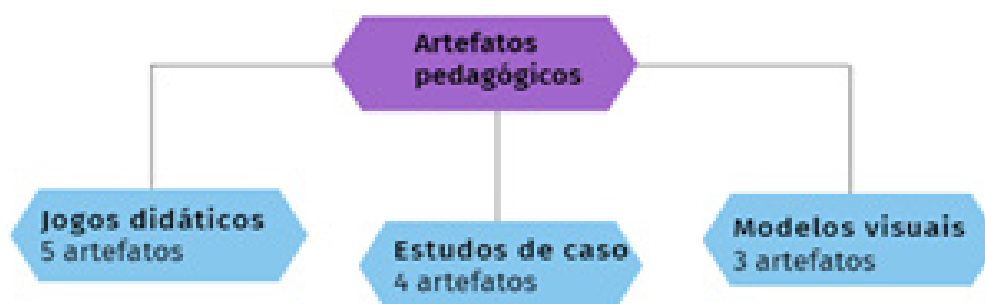 Artefatos
pedagógicos
Jogos didáticos
5 artefatos
Estudos de caso
4 artefatos
Modelos visuais
3 artefatos